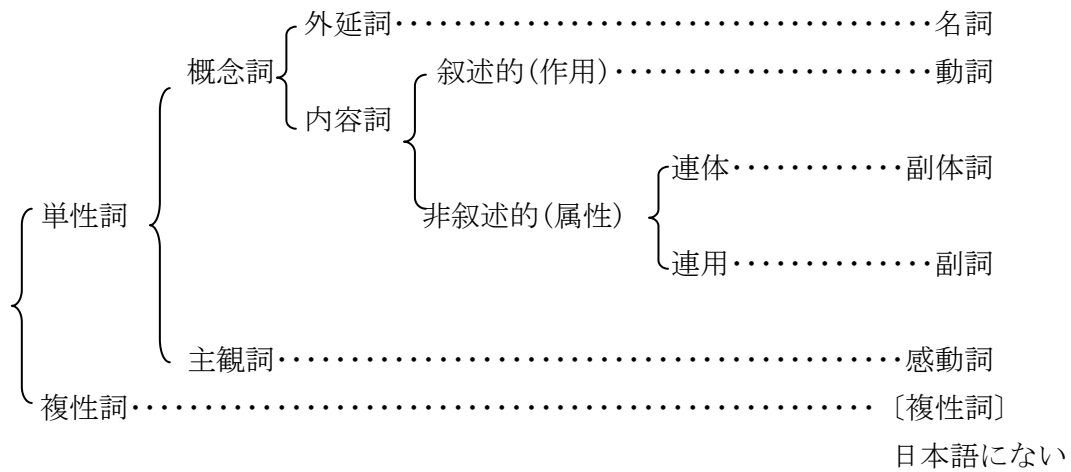 外延詞・・・・・・・・・・・・・・・・・・・・・・名詞
概念詞 叙述的(作用)・・・・・・・・・・・・・・・・・・・・・・動詞
内容詞
連体・・・・・・・・・・・・副体詞
単性詞 非叙述的(属性)
連用・・・・・・・・・・・・・・副詞
主観詞・・・・・・・・・・・・・・・・・・・・・・・・・・・・・・・・・・・・・・・・・・・感動詞
複性詞・・・・・・・・・・・・・・・・・・・・・・・・・・・・・・・・・・・・・・・・・・・・・・・・・・・〔複性詞〕
日本語にない